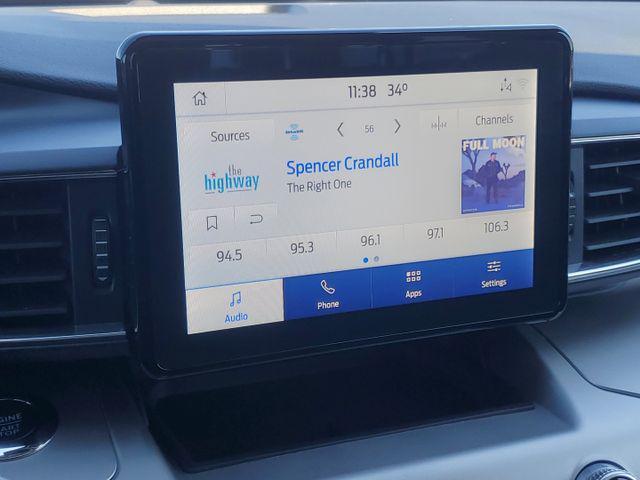 11:38 34°
Sources
56
Channels
the
highway
Spencer Crandall
The Right One
FULL MOON
94.5 95.3 96.1 97.1 106.3
Audio Phone Apps Settings
STOP